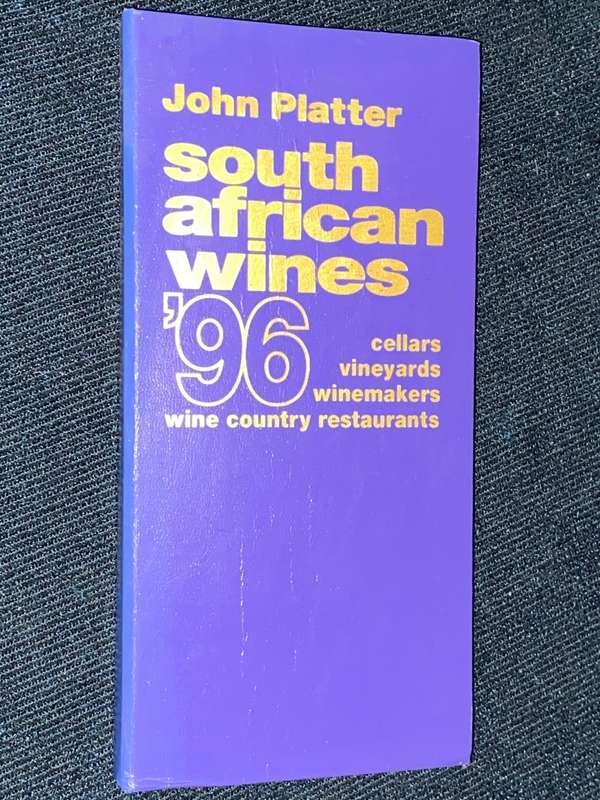 John Platter
south
african
wines
'96
cellars
vineyards
winemakers
wine country restaurants